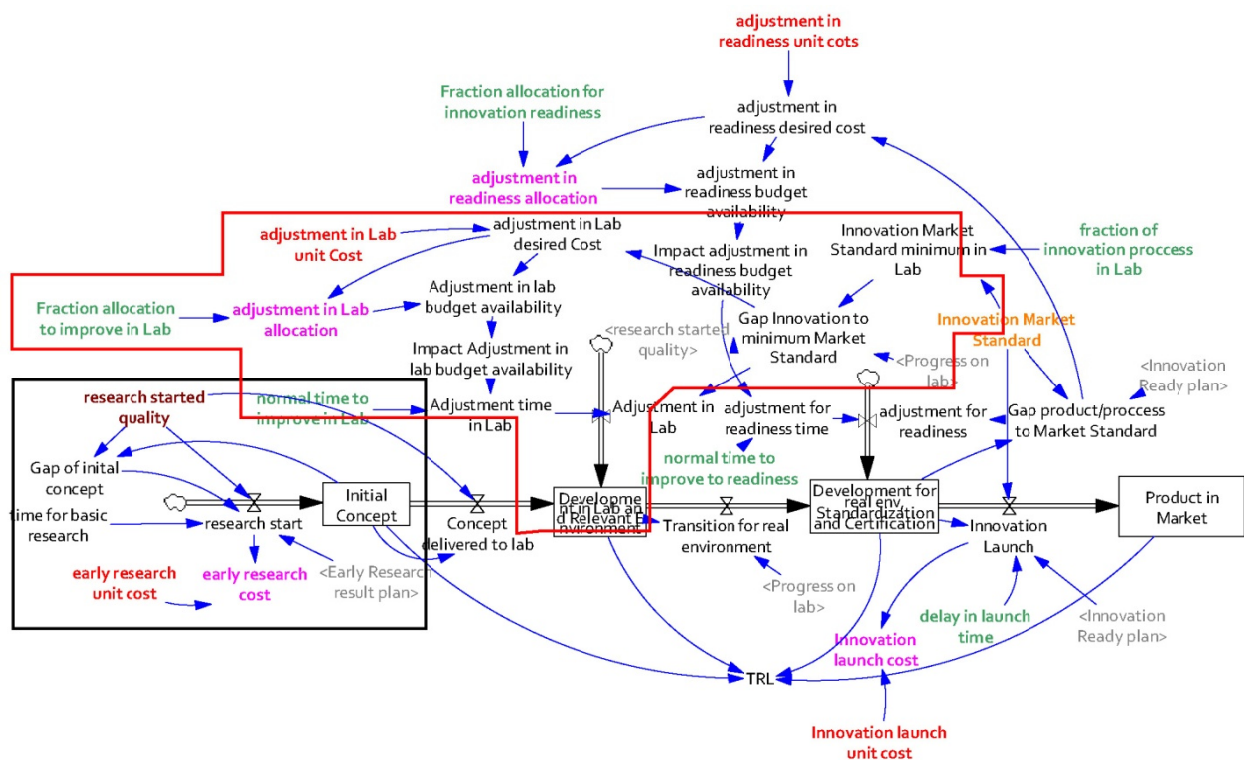 adjustment in
readiness unit cots
Fraction allocation for
innovation readiness
adjustment in
readiness desired cost
adjustment in
readiness allocation
adjustment in
readiness budget
availability
adjustment in Lab
unit Cost
adjustment in Lab
desired Cost
Impact adjustment in
readiness budget
availability
Innovation Market
Standard minimum in
Lab
fraction of
innovation proccess
in Lab
Fraction allocation
to improve in Lab
adjustment in Lab
allocation
Adjustment in lab
budget availability
<research started
quality>
Gap Innovation to
minimum Market
Standard
Innovation Market
Standard
Impact Adjustment in
lab budget availability
<Progress on
lab>
<Innovation
Ready plan>
research started
quality
normal time to
improve in Lab
Adjustment time
in Lab
Adjustment in
Lab
adjustment for
readiness time
adjustment for
readiness
Gap product/proccess
to Market Standard
Gap of inital
concept
normal time to
improve to readiness
time for basic
research
research start
Initial
Concept
Concept
delivered to lab
Developme
nt in Lab an
d Relevant E
nvironment
Transition for real
environment
Development for
real env,
Standardization
and Certification
Innovation
Launch
Product in
Market
early research
unit cost
early research
cost
<Early Research
result plan>
<Progress on
lab>
Innovation
launch cost
delay in launch
time
<Innovation
Ready plan>
TRL
Innovation launch
unit cost